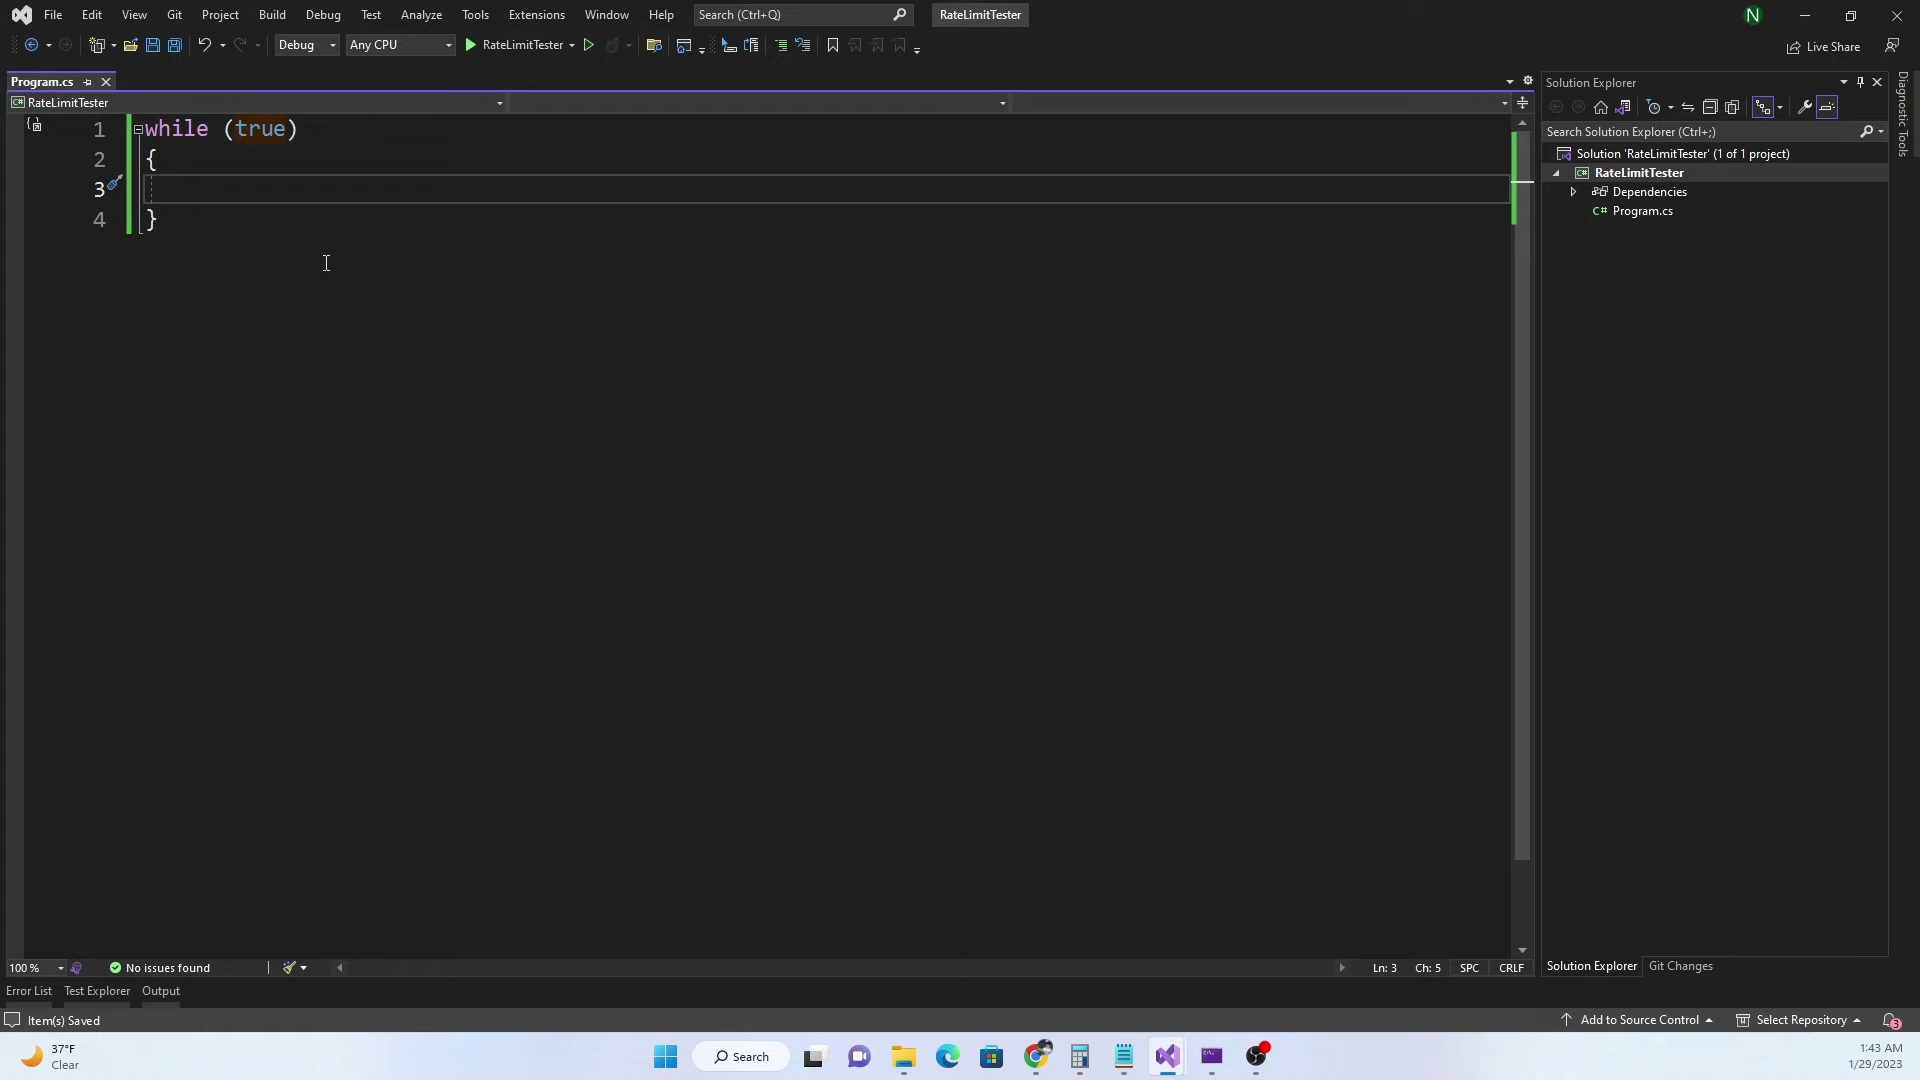 File Edit View Git Project Build Debug Test Analyze Tools Extensions Window Help Search (Ctrl+Q) RateLimitTester N
Debug Any CPU RateLimitTester Live Share
Program.cs Solution Explorer
C# RateLimitTester
Search Solution Explorer (Ctrl+;)
Solution 'RateLimitTester' (1 of 1 project)
C# RateLimitTester
Dependencies
C# Program.cs
Diagnostic Tools
1 while (true)
2 {
3
4 }
100 % No issues found Ln: 3 Ch: 5 SPC CRLF
Solution Explorer Git Changes
Error List Test Explorer Output
Item(s) Saved Add to Source Control Select Repository 3
37°F
Clear
Search
1:43 AM
1/29/2023